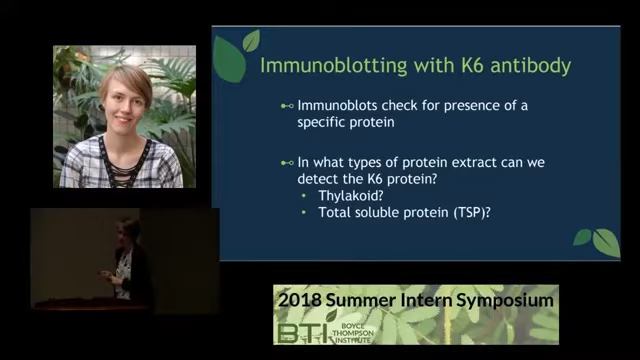 Immunoblotting with K6 antibody
Immunoblots check for presence of a
specific protein
In what types of protein extract can we
detect the K6 protein?
• Thylakoid?
• Total soluble protein (TSP)?
2018 Summer Intern Symposium
BTI BOYCE
THOMPSON
INSTITUTE